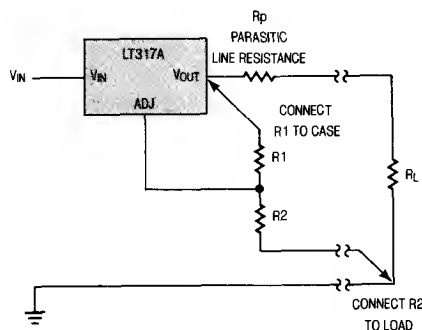 Rp
PARASITIC
LINE RESISTANCE
LT317A
VIN
VIN
VOUT
ADJ
CONNECT
R1 TO CASE
R1
RL
R2
CONNECT R2
TO LOAD